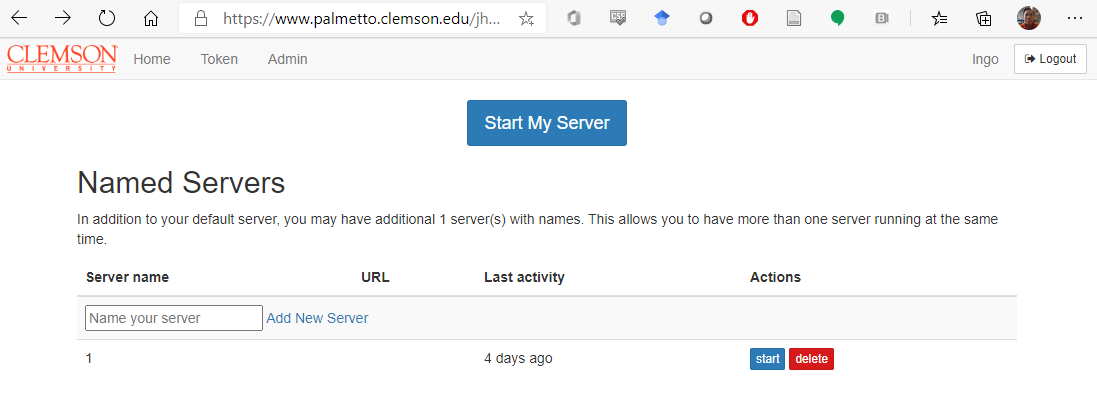 https://www.palmetto.clemson.edu/jh...
CSS
CLEMSON
UNIVERSITY
Home Token Admin Ingo Logout
Start My Server
Named Servers
In addition to your default server, you may have additional 1 server(s) with names. This allows you to have more than one server running at the same
time.
Server name URL Last activity Actions
Name your server Add New Server
1 4 days ago start delete